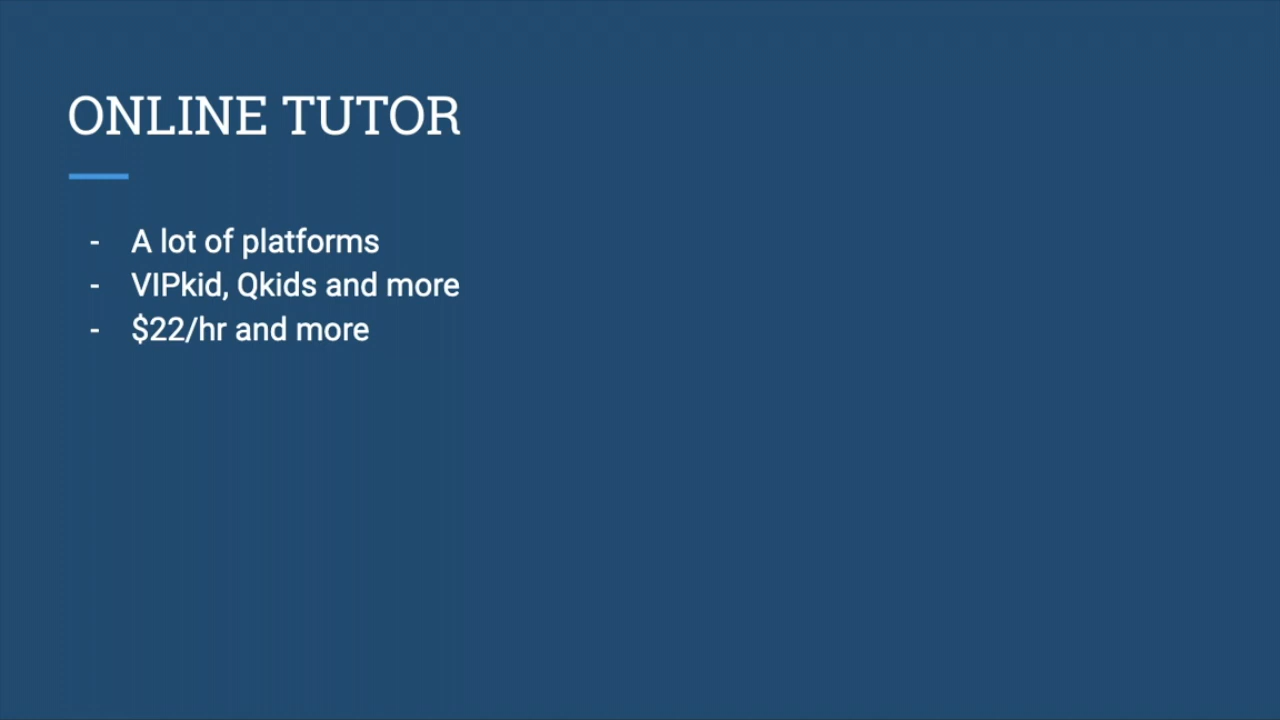 ONLINE TUTOR
- A lot of platforms
- VIPkid, Qkids and more
- $22/hr and more